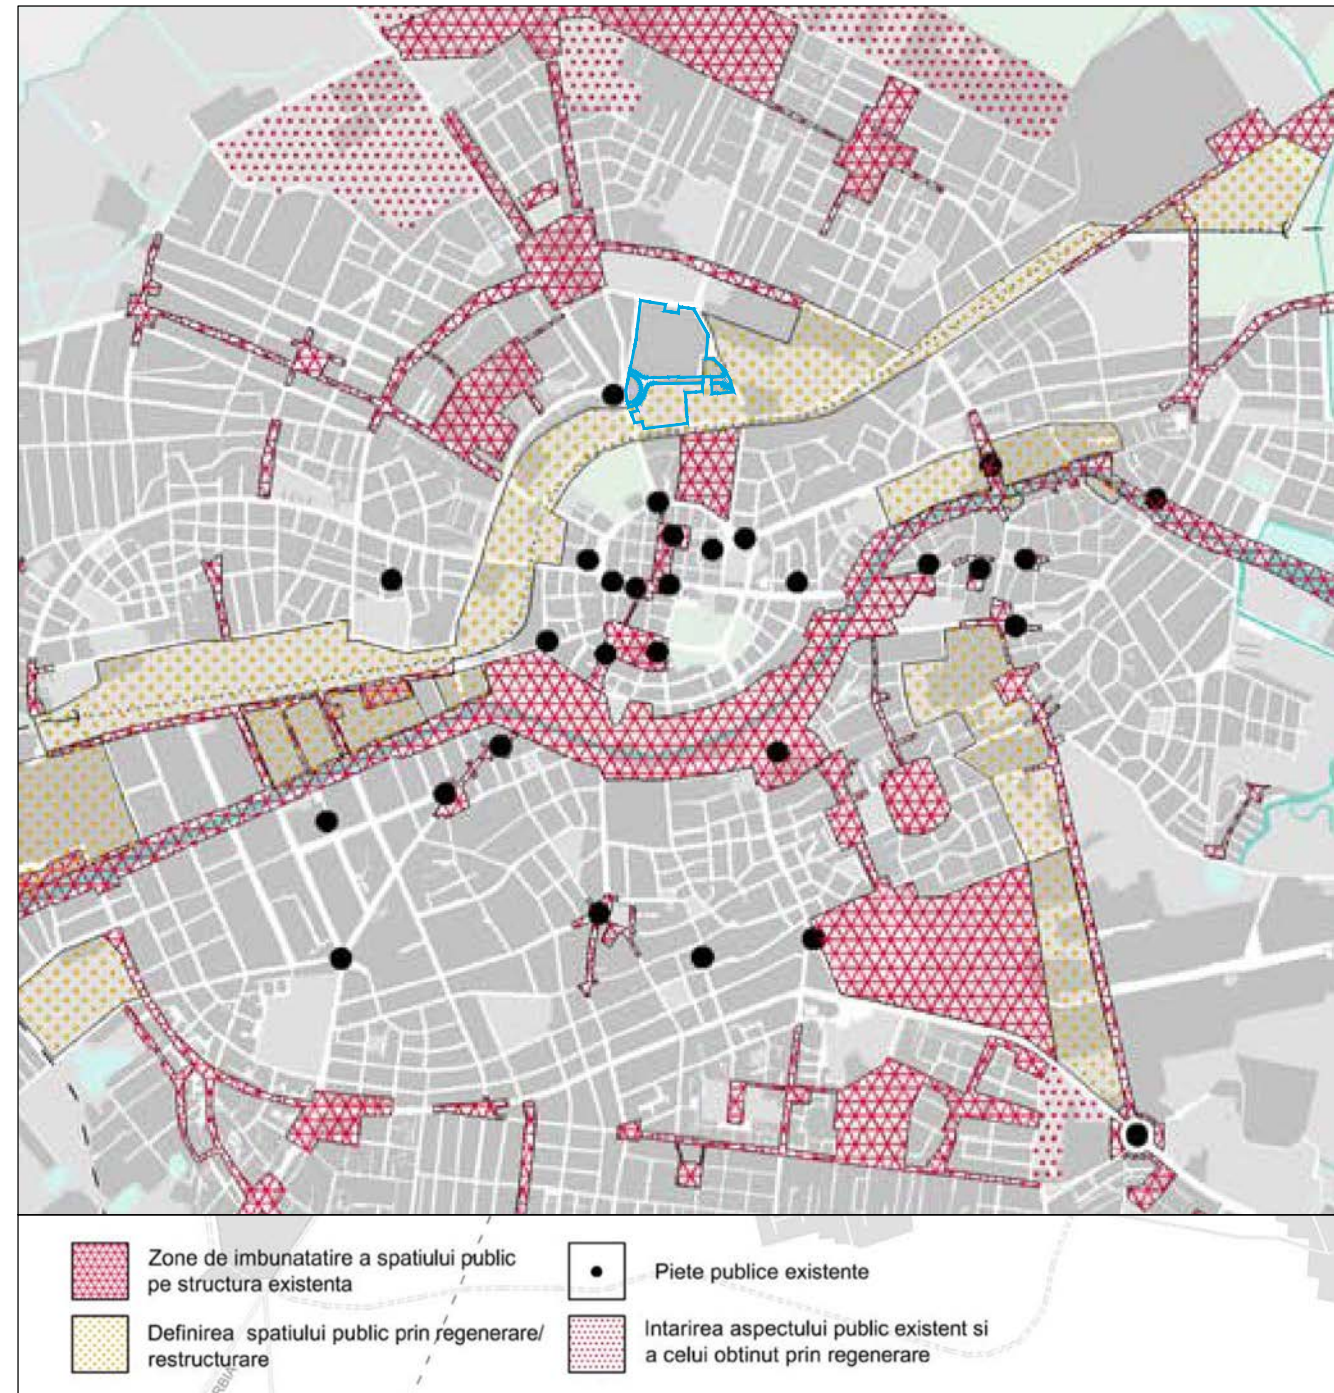 Zone de imbunatatire a spatiului public
pe structura existenta
Piete publice existente
Definirea spatiului public prin regenerare/
restructurare
Intarirea aspectului public existent si
a celui obtinut prin regenerare